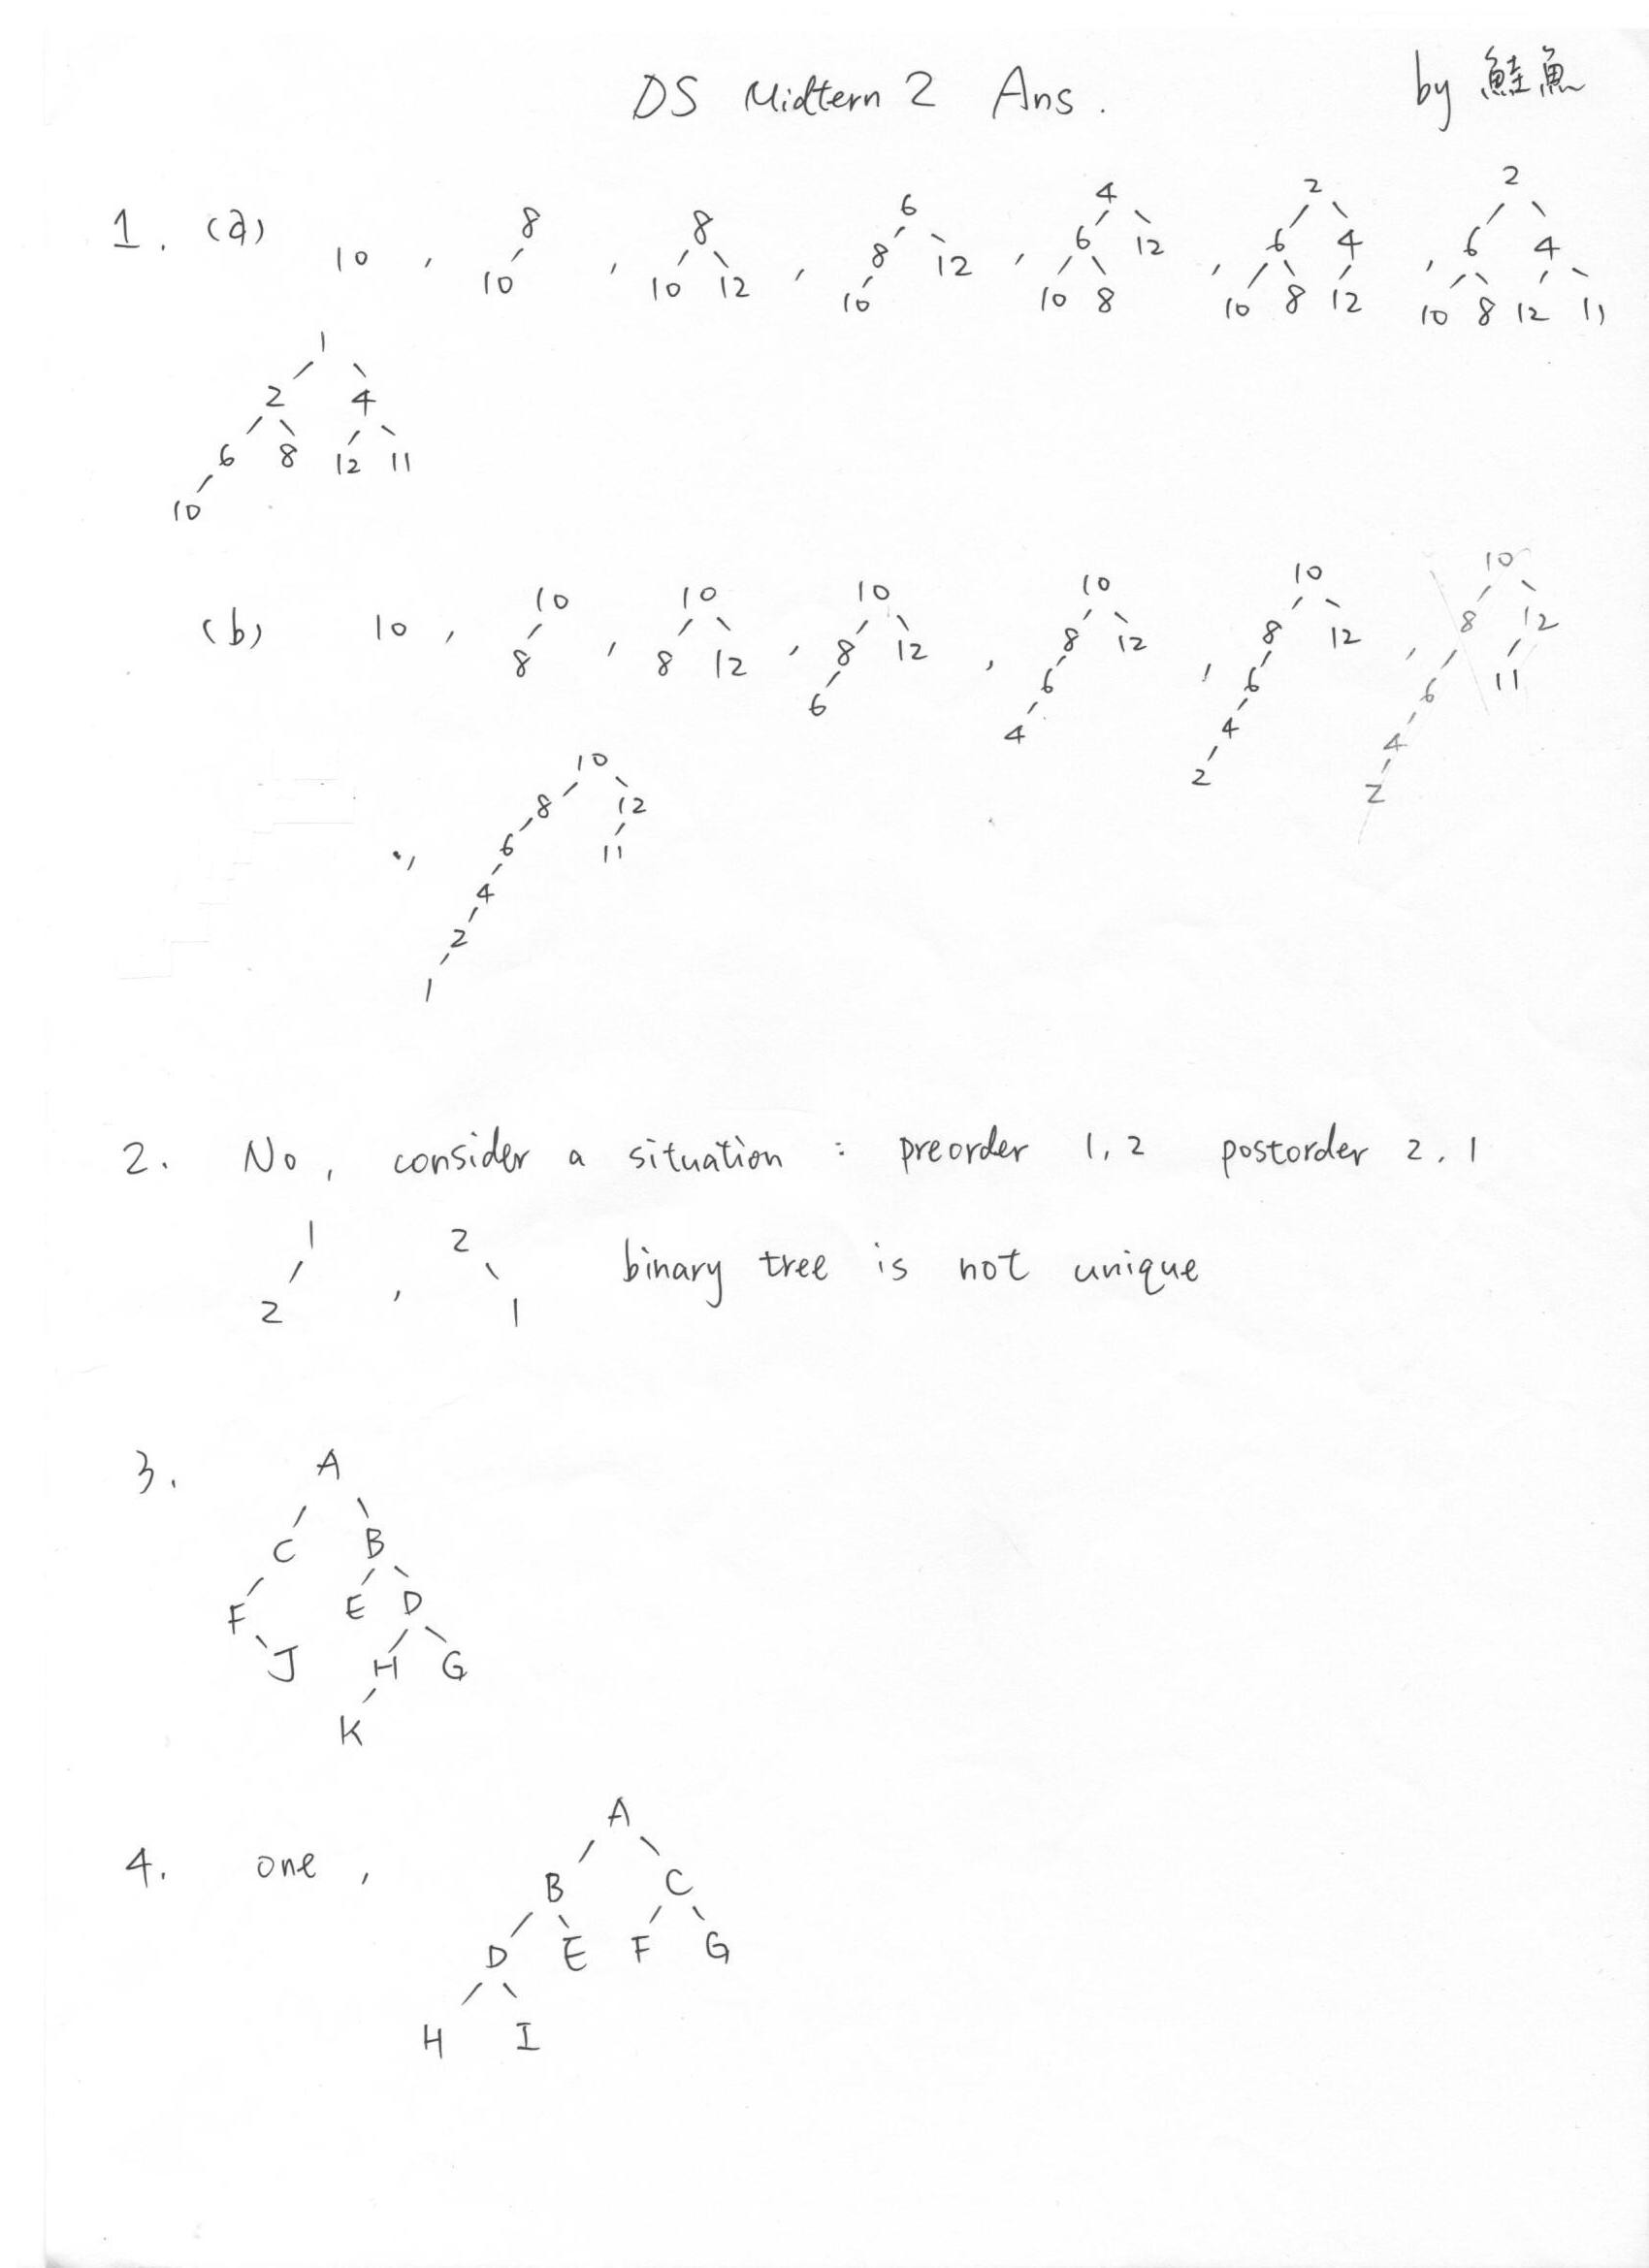 DS Midtern 2 Ans. by 鮭魚
1. (a)
10 , 8 , 8 , 6 , 4 , 2 , 2
10 10 12 8 12 6 12 6 4 6 4
10 10 8 10 8 12 10 8 12 11
1
2 4
6 8 12 11
10
(b) 10 , 10 , 10 , 10 , 10 , 10 , 10
8 8 12 8 12 8 12 8 12 8 12
6 6 6 6 11
4 4 4
2 2
, 10
8 12
6 11
4
2
1
2. No, consider a situation : preorder 1, 2 postorder 2, 1
1 , 2 binary tree is not unique
2 1
3. A
C B
F E D
J H G
K
4. one , A
B C
D E F G
H I